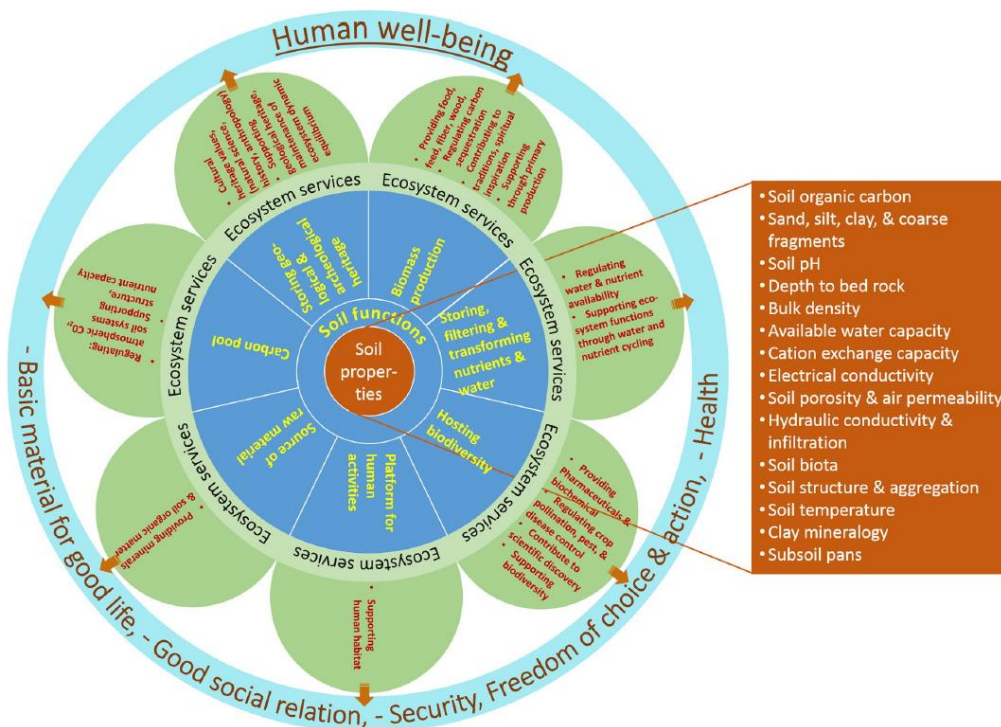 Human well-being
- Health
- Security, Freedom of choice & action,
- Good social relation,
- Basic material for good life,
• Cultural
heritage values,
(natural science,
history, anthropology)
• Supporting
geological heritage,
maintenance of
ecosystem dynamic
equilibrium
• Providing food,
feed, fiber, wood,
• Regulating carbon
sequestration
• Contributing to
traditions, spiritual
inspiration
• Supporting
through primary
production
• Regulating
water & nutrient
availability
• Supporting eco-
system functions
through water and
nutrient cycling
• Providing
Pharmaceuticals &
biochemical
• Regulating crop
pollination, pest, &
disease control
• Contribute to
scientific discovery
• Supporting
biodiversity
• Supporting
human habitat
• Providing minerals
& soil organic matter
• Regulating:
atmospheric CO₂,
• Supporting
soil systems
structure,
nutrient capacity
Ecosystem services
Ecosystem services
Ecosystem services
Ecosystem services
Ecosystem services
Ecosystem services
Ecosystem services
Storing geo-
logical &
archeological
heritage
Biomass
production
Storing,
filtering &
transforming
nutrients &
water
Hosting
biodiversity
Platform for
human
activities
Source of
raw material
Carbon pool
Soil functions
Soil
proper-
ties
• Soil organic carbon
• Sand, silt, clay, & coarse
fragments
• Soil pH
• Depth to bed rock
• Bulk density
• Available water capacity
• Cation exchange capacity
• Electrical conductivity
• Soil porosity & air permeability
• Hydraulic conductivity &
infiltration
• Soil biota
• Soil structure & aggregation
• Soil temperature
• Clay mineralogy
• Subsoil pans